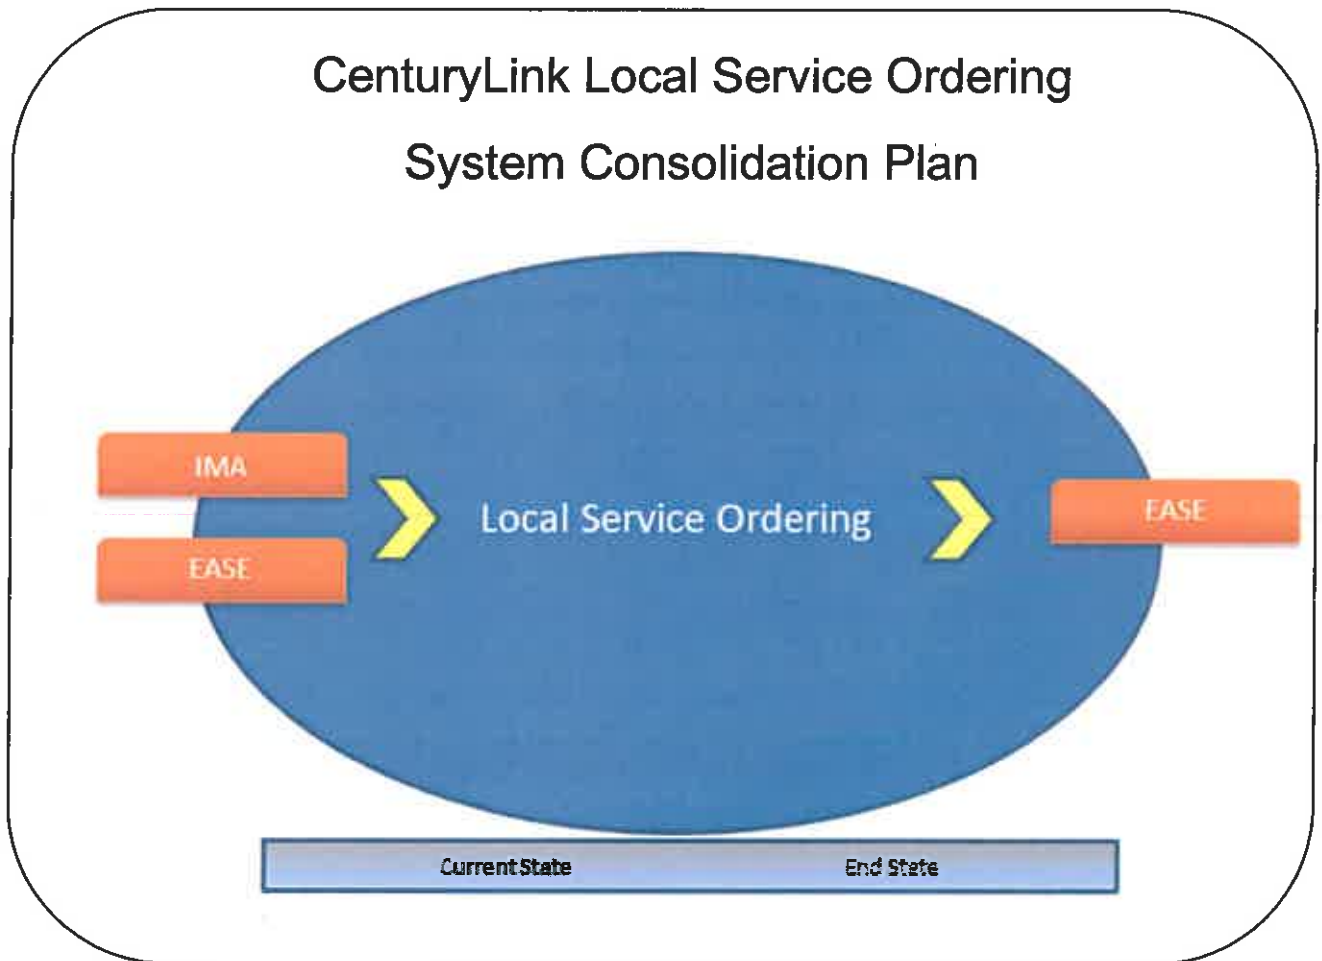 CenturyLink Local Service Ordering
System Consolidation Plan
IMA
EASE
Local Service Ordering
EASE
Current State
End State